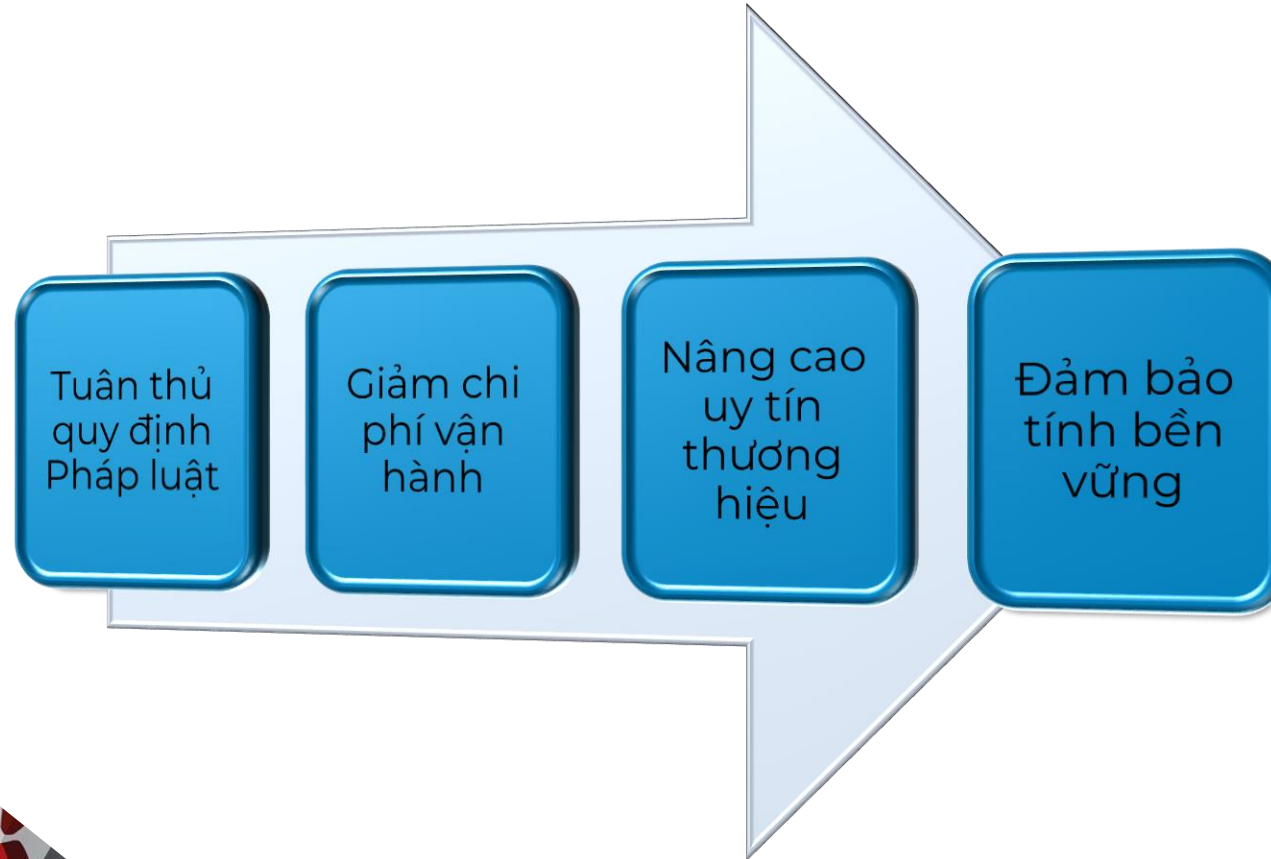 Tuân thủ
quy định
Pháp luật
Giảm chi
phí vận
hành
Nâng cao
uy tín
thương
hiệu
Đảm bảo
tính bền
vững